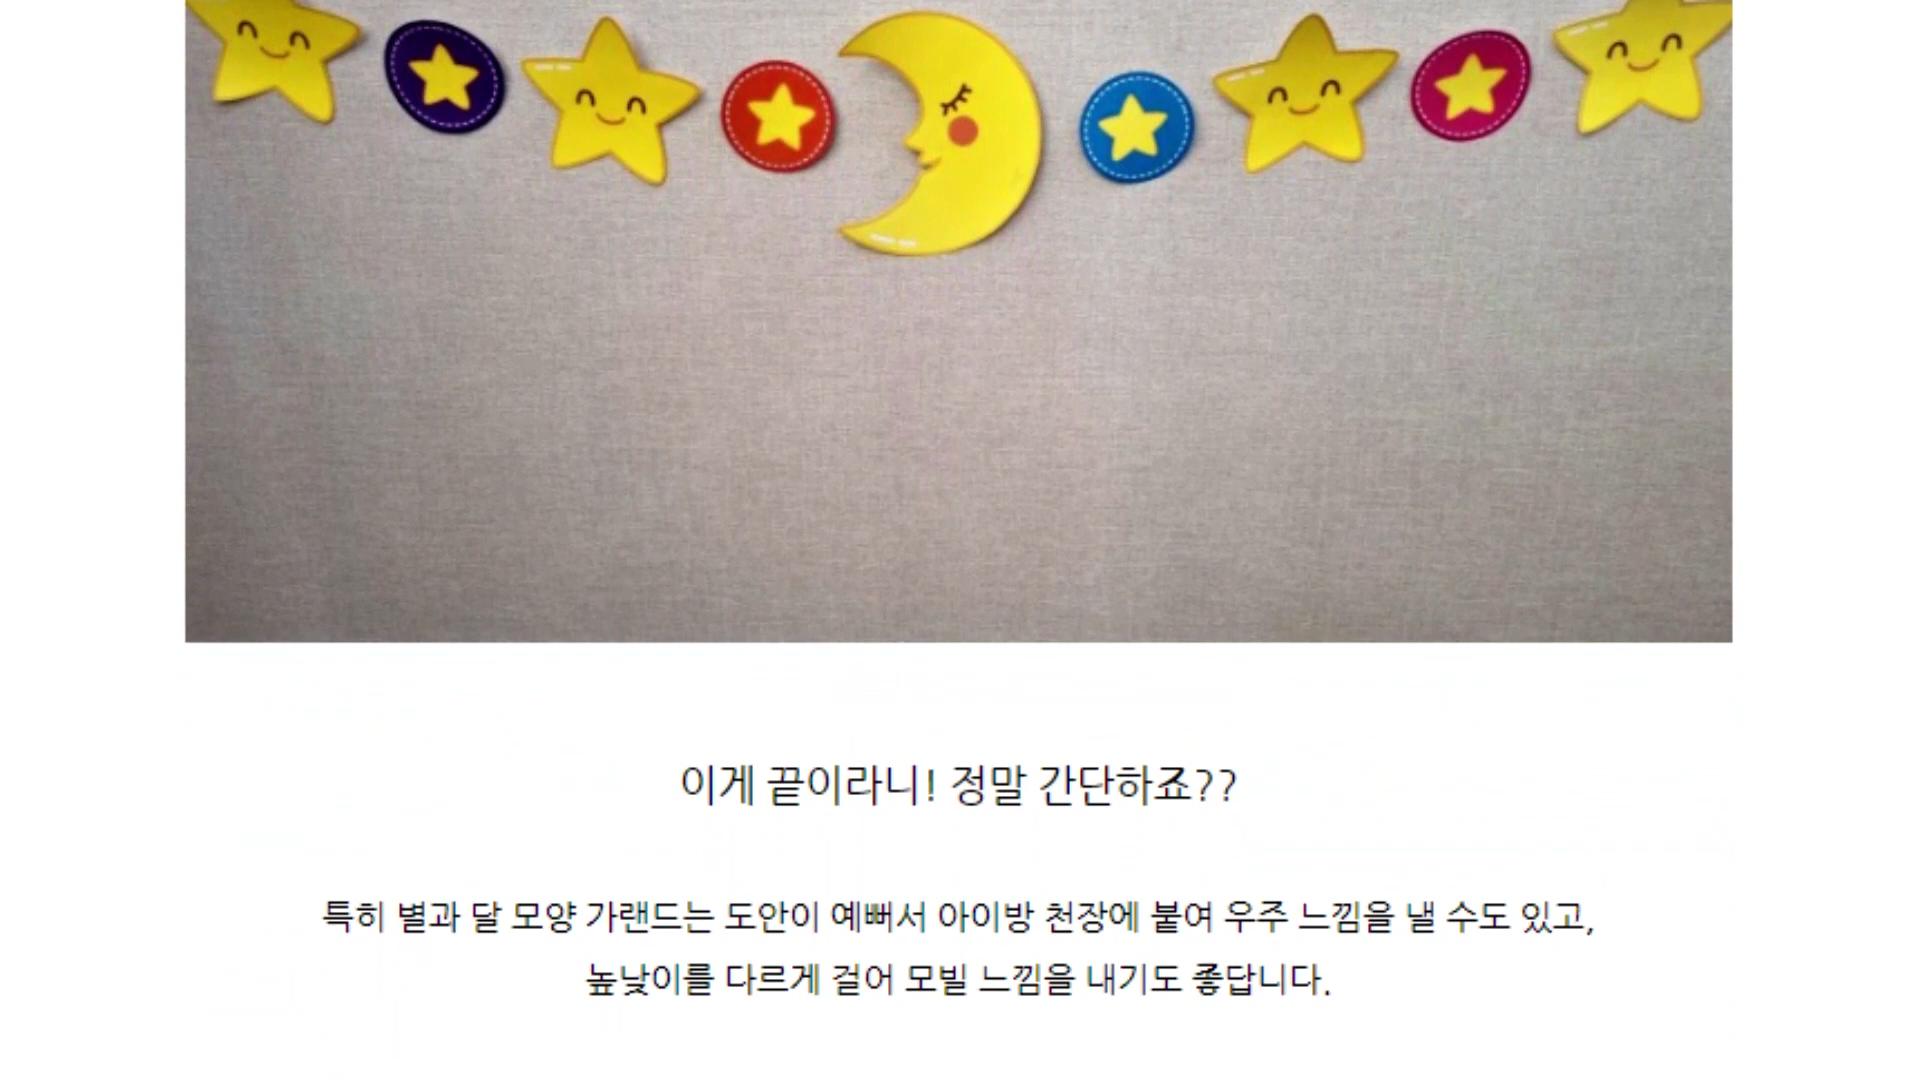 이게 끝이라니! 정말 간단하죠??
특히 별과 달 모양 가랜드는 도안이 예뻐서 아이방 천장에 붙여 우주 느낌을 낼 수도 있고,
높낮이를 다르게 걸어 모빌 느낌을 내기도 좋답니다.